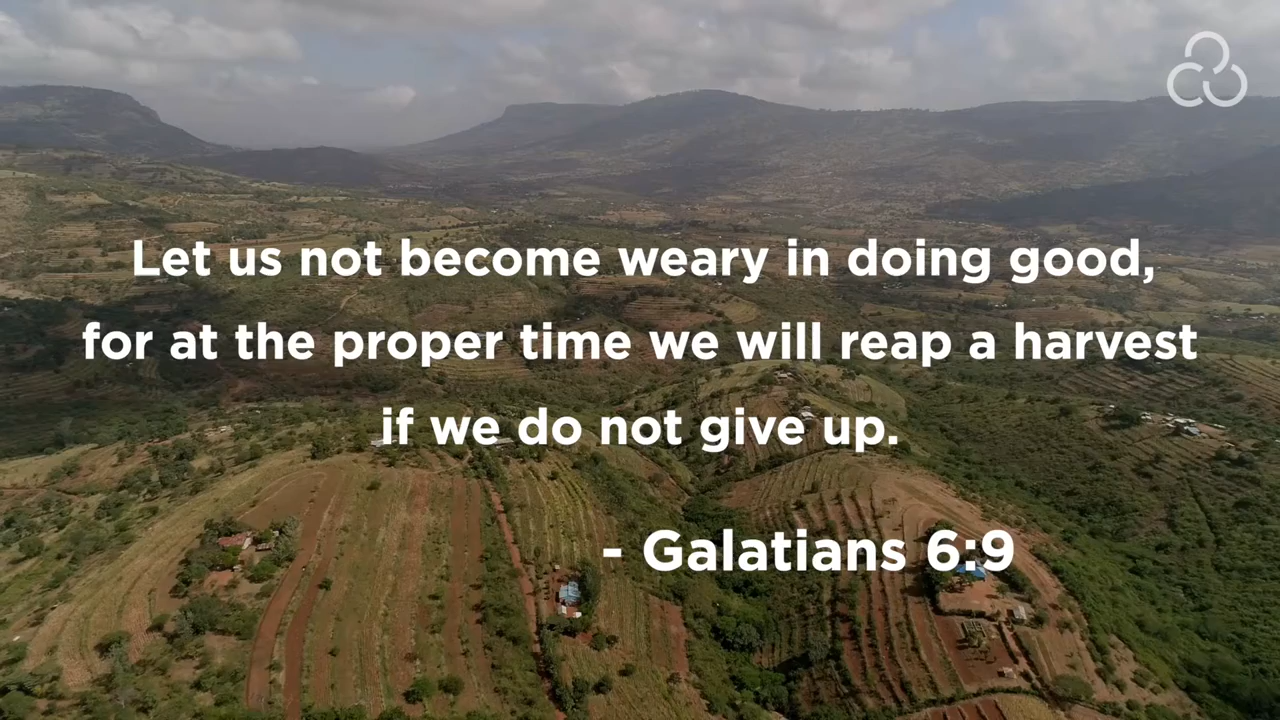 Let us not become weary in doing good,
for at the proper time we will reap a harvest
if we do not give up.
- Galatians 6:9